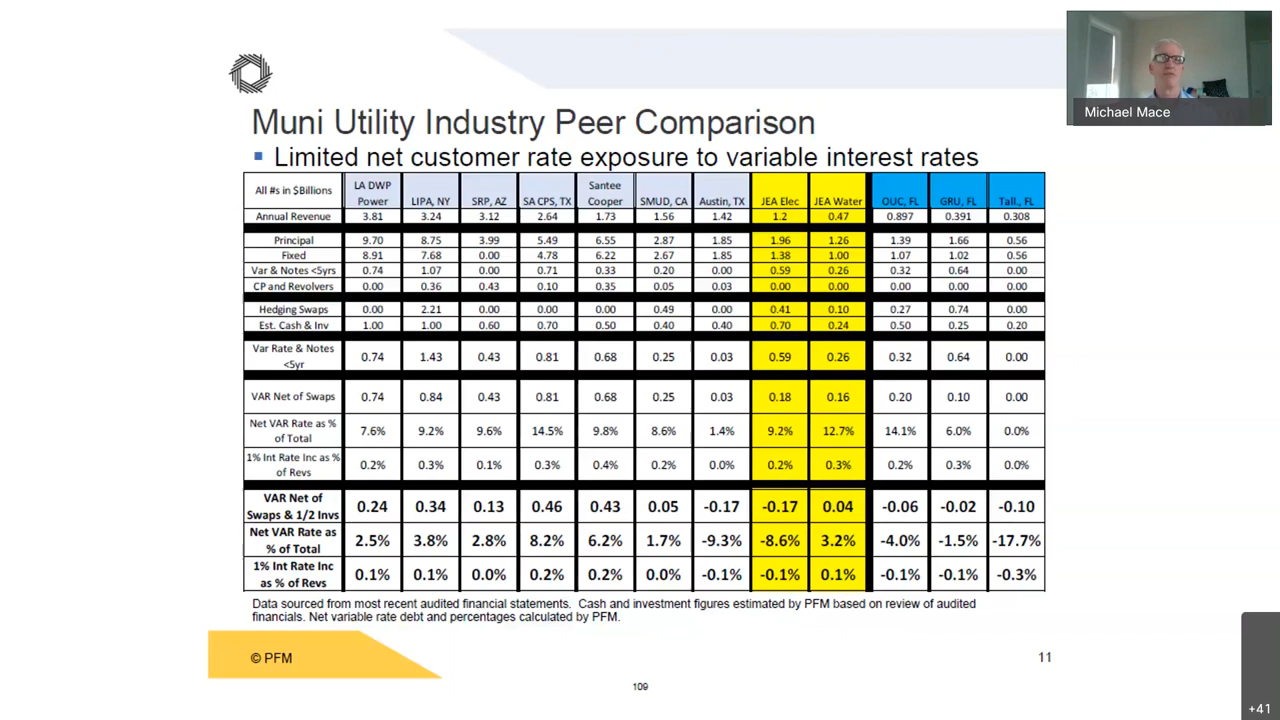 Michael Mace
Muni Utility Industry Peer Comparison
Limited net customer rate exposure to variable interest rates
All #s in $Billions LA DWP Power LIPA, NY SRP, AZ SA CPS, TX Santee Cooper SMUD, CA Austin, TX JEA Elec JEA Water OUC, FL GRU, FL Tall., FL
Annual Revenue 3.81 3.24 3.12 2.64 1.73 1.56 1.42 1.2 0.47 0.897 0.391 0.308
Principal 9.70 8.75 3.99 5.49 6.55 2.87 1.85 1.96 1.26 1.39 1.66 0.56
Fixed 8.91 7.68 0.00 4.78 6.22 2.67 1.85 1.38 1.00 1.07 1.02 0.56
Var & Notes <5yrs 0.74 1.07 0.00 0.71 0.33 0.20 0.00 0.59 0.26 0.32 0.64 0.00
CP and Revolvers 0.00 0.36 0.43 0.10 0.35 0.05 0.03 0.00 0.00 0.00 0.00 0.00
Hedging Swaps 0.00 2.21 0.00 0.00 0.00 0.49 0.00 0.41 0.10 0.27 0.74 0.00
Est. Cash & Inv 1.00 1.00 0.60 0.70 0.50 0.40 0.40 0.70 0.24 0.50 0.25 0.20
Var Rate & Notes <5yr 0.74 1.43 0.43 0.81 0.68 0.25 0.03 0.59 0.26 0.32 0.64 0.00
VAR Net of Swaps 0.74 0.84 0.43 0.81 0.68 0.25 0.03 0.18 0.16 0.20 0.10 0.00
Net VAR Rate as % of Total 7.6% 9.2% 9.6% 14.5% 9.8% 8.6% 1.4% 9.2% 12.7% 14.1% 6.0% 0.0%
1% Int Rate Inc as % of Revs 0.2% 0.3% 0.1% 0.3% 0.4% 0.2% 0.0% 0.2% 0.3% 0.2% 0.3% 0.0%
VAR Net of Swaps & 1/2 Invs 0.24 0.34 0.13 0.46 0.43 0.05 -0.17 -0.17 0.04 -0.06 -0.02 -0.10
Net VAR Rate as % of Total 2.5% 3.8% 2.8% 8.2% 6.2% 1.7% -9.3% -8.6% 3.2% -4.0% -1.5% -17.7%
1% Int Rate Inc as % of Revs 0.1% 0.1% 0.0% 0.2% 0.2% 0.0% -0.1% -0.1% 0.1% -0.1% -0.1% -0.3%
Data sourced from most recent audited financial statements. Cash and investment figures estimated by PFM based on review of audited
financials. Net variable rate debt and percentages calculated by PFM.
© PFM
11
109
+41